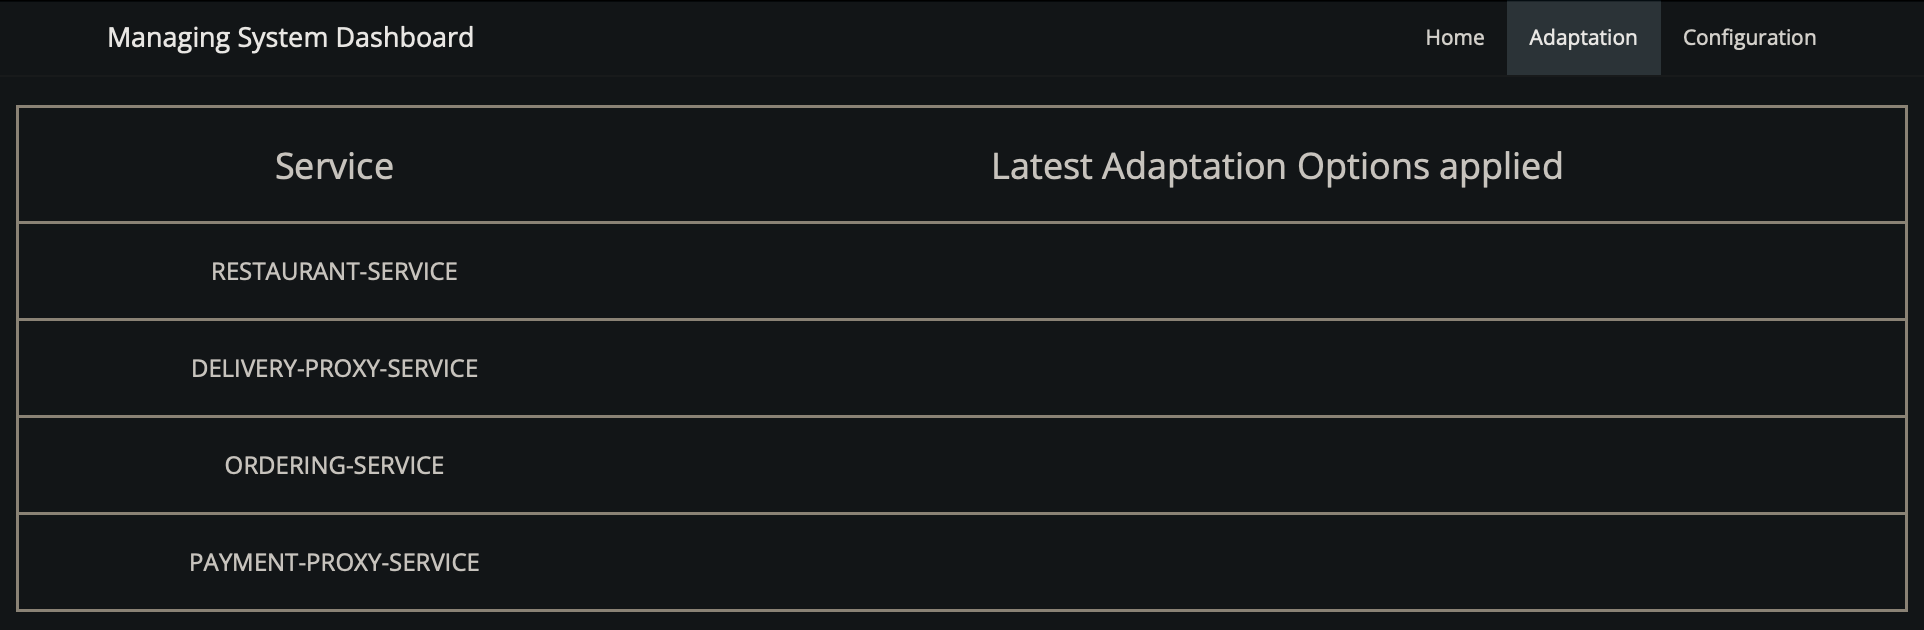 Managing System Dashboard Home Adaptation Configuration
Service Latest Adaptation Options applied
RESTAURANT-SERVICE
DELIVERY-PROXY-SERVICE
ORDERING-SERVICE
PAYMENT-PROXY-SERVICE